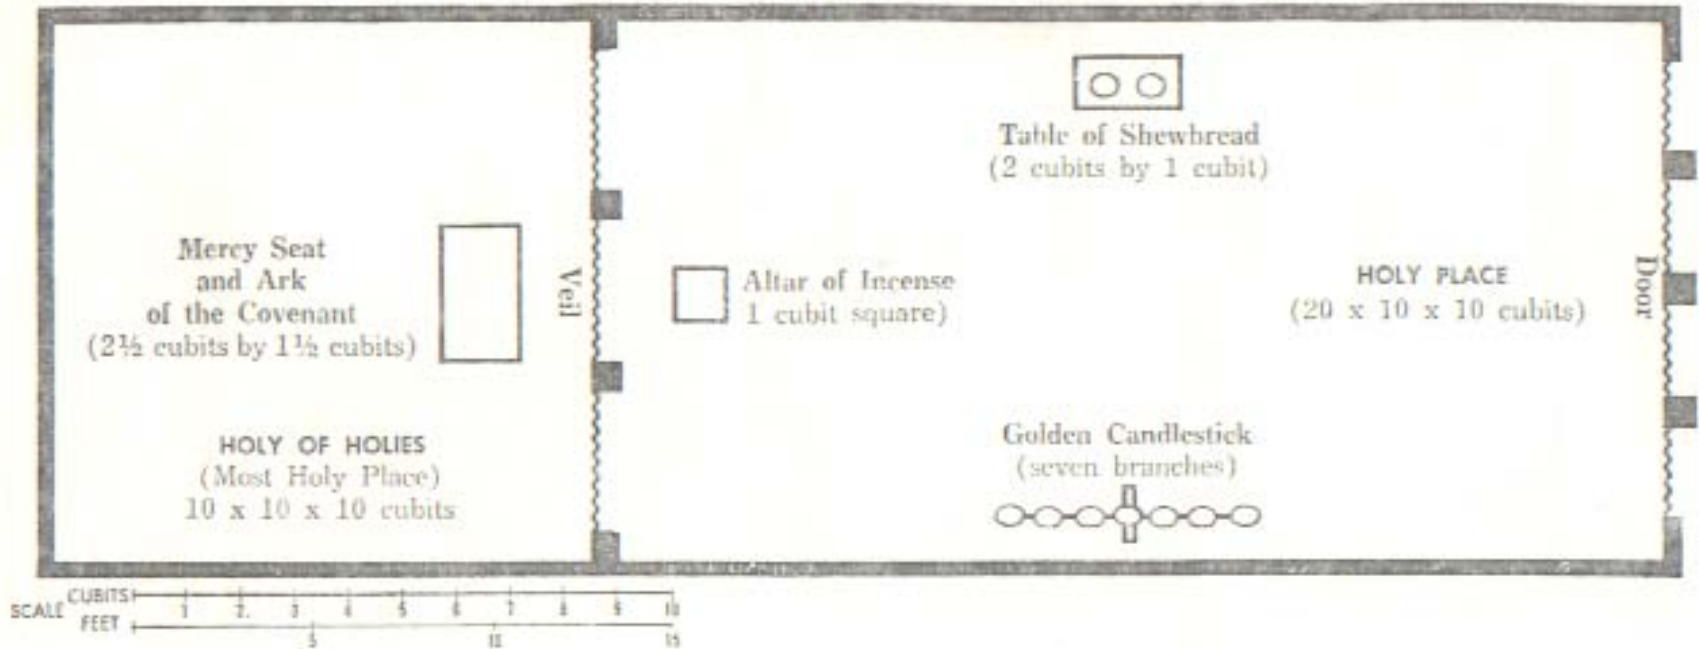 Table of Shewbread
(2 cubits by 1 cubit)
Mercy Seat
and Ark
of the Covenant
(2½ cubits by 1½ cubits)
Veil
Altar of Incense
1 cubit square)
HOLY PLACE
(20 x 10 x 10 cubits)
Door
HOLY OF HOLIES
(Most Holy Place)
10 x 10 x 10 cubits
Golden Candlestick
(seven branches)
SCALE
CUBITS 1 2. 3 4 5 6 7 8 9 10
FEET 5 10 15